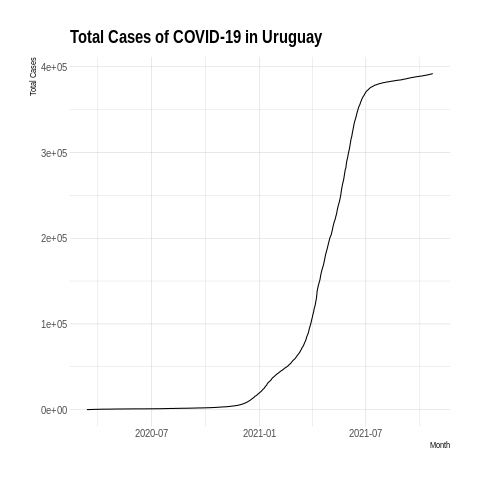 Total Cases of COVID-19 in Uruguay
Total Cases
4e+05
3e+05
2e+05
1e+05
0e+00
2020-07 2021-01 2021-07
Month